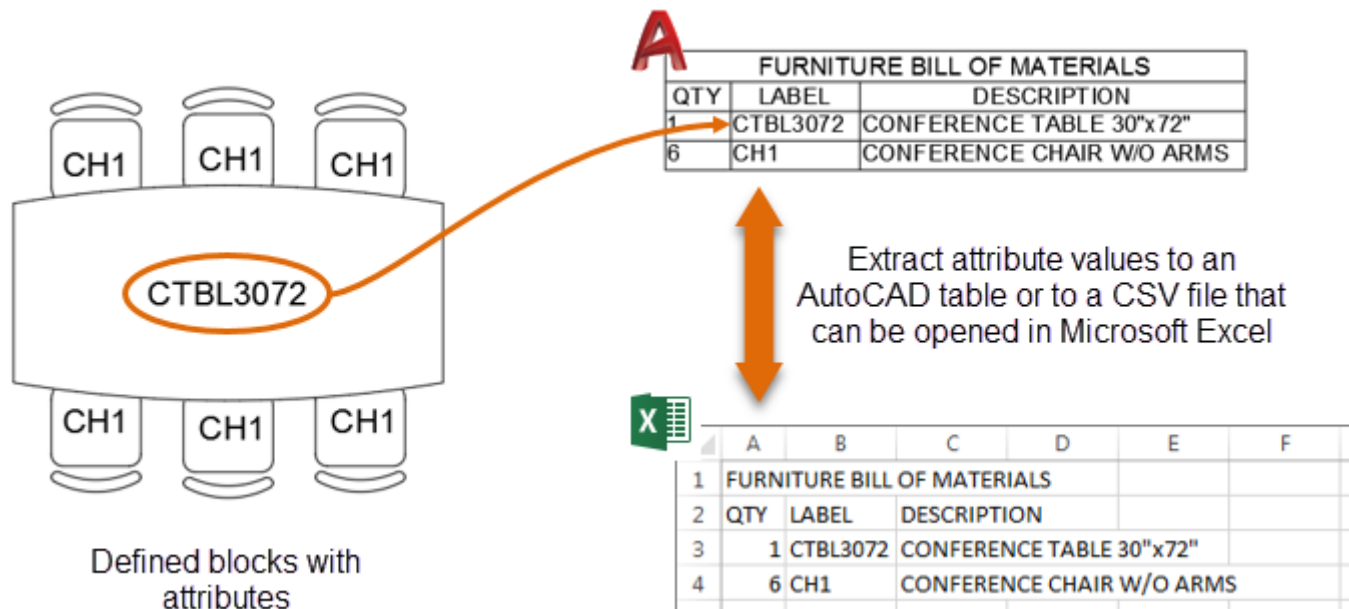 CH1 CH1 CH1
CTBL3072
CH1 CH1 CH1
Defined blocks with
attributes
A
FURNITURE BILL OF MATERIALS
QTY LABEL DESCRIPTION
1 CTBL3072 CONFERENCE TABLE 30"x72"
6 CH1 CONFERENCE CHAIR W/O ARMS
Extract attribute values to an
AutoCAD table or to a CSV file that
can be opened in Microsoft Excel
X
A B C D E F
1 FURNITURE BILL OF MATERIALS
2 QTY LABEL DESCRIPTION
3 1 CTBL3072 CONFERENCE TABLE 30"x72"
4 6 CH1 CONFERENCE CHAIR W/O ARMS